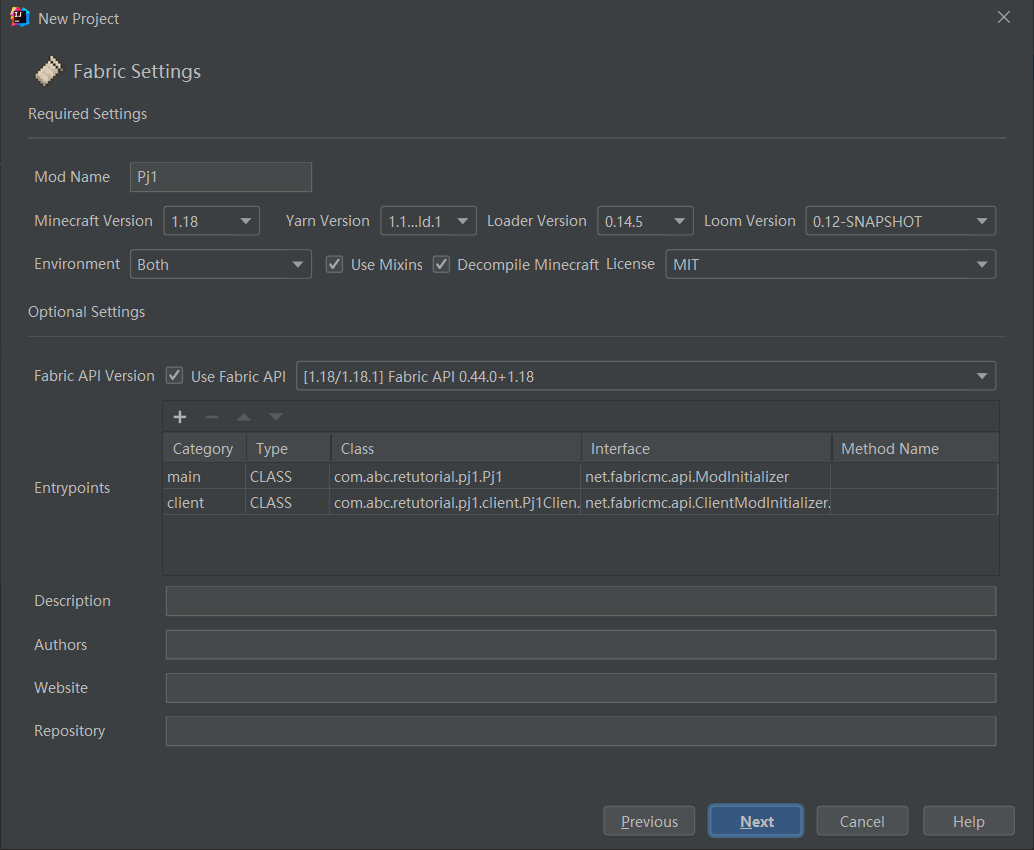 New Project
Fabric Settings
Required Settings
Mod Name Pj1
Minecraft Version 1.18 Yarn Version 1.1...ld.1 Loader Version 0.14.5 Loom Version 0.12-SNAPSHOT
Environment Both Use Mixins Decompile Minecraft License MIT
Optional Settings
Fabric API Version Use Fabric API [1.18/1.18.1] Fabric API 0.44.0+1.18
Category Type Class Interface Method Name
main CLASS com.abc.retutorial.pj1.Pj1 net.fabricmc.api.ModInitializer
Entrypoints
client CLASS com.abc.retutorial.pj1.client.Pj1Clien. net.fabricmc.api.ClientModInitializer.
Description
Authors
Website
Repository
Previous Next Cancel Help